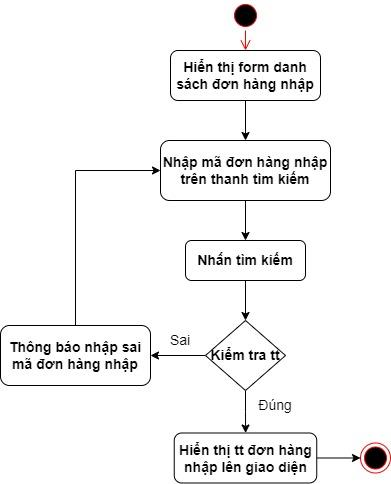 Hiển thị form danh
sách đơn hàng nhập
Nhập mã đơn hàng nhập
trên thanh tìm kiếm
Nhấn tìm kiếm
Kiểm tra tt
Sai
Thông báo nhập sai
mã đơn hàng nhập
Đúng
Hiển thị tt đơn hàng
nhập lên giao diện